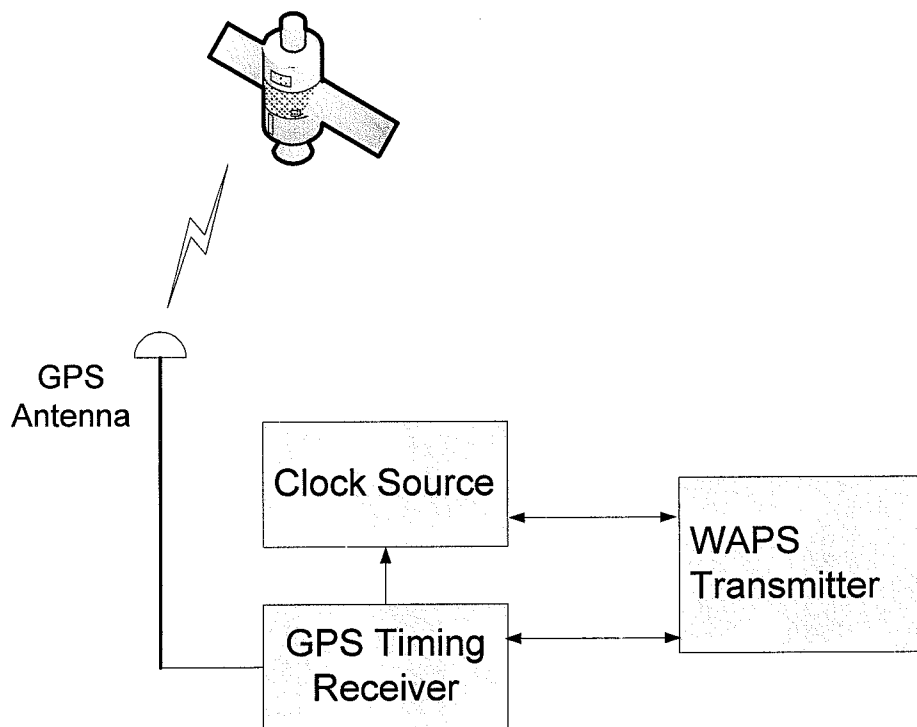 GPS
Antenna
Clock Source
WAPS
Transmitter
GPS Timing
Receiver